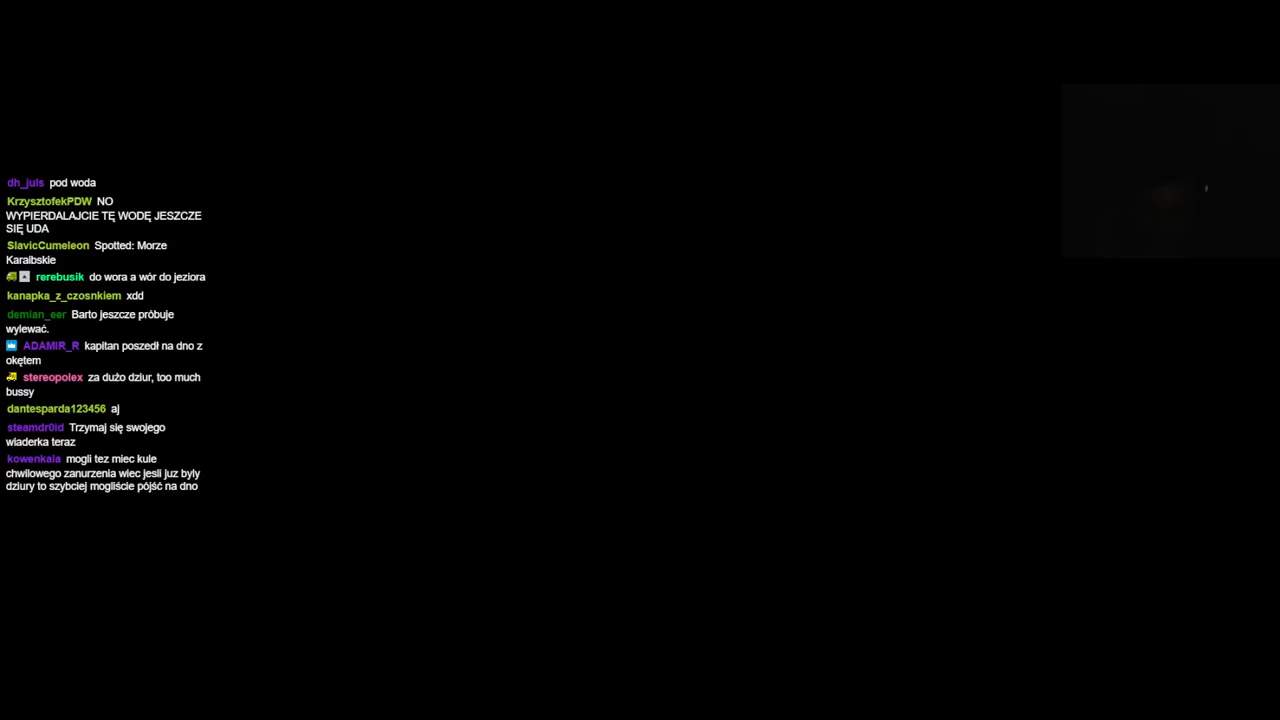 dh_juls pod woda
KrzysztofekPDW NO
WYPIERDALAJCIE TĘ WODĘ JESZCZE
SIĘ UDA
SlavicCumeleon Spotted: Morze
Karaibskie
rerebusik do wora a wór do jeziora
kanapka_z_czosnkiem xdd
demian_eer Barto jeszcze próbuje
wylewać.
ADAMIR_R kapitan poszedł na dno z
okętem
stereopolex za dużo dziur, too much
bussy
dantesparda123456 aj
steamdr0id Trzymaj się swojego
wiaderka teraz
kowenkala mogli tez miec kule
chwilowego zanurzenia wiec jesli juz byly
dziury to szybciej mogliście pójść na dno